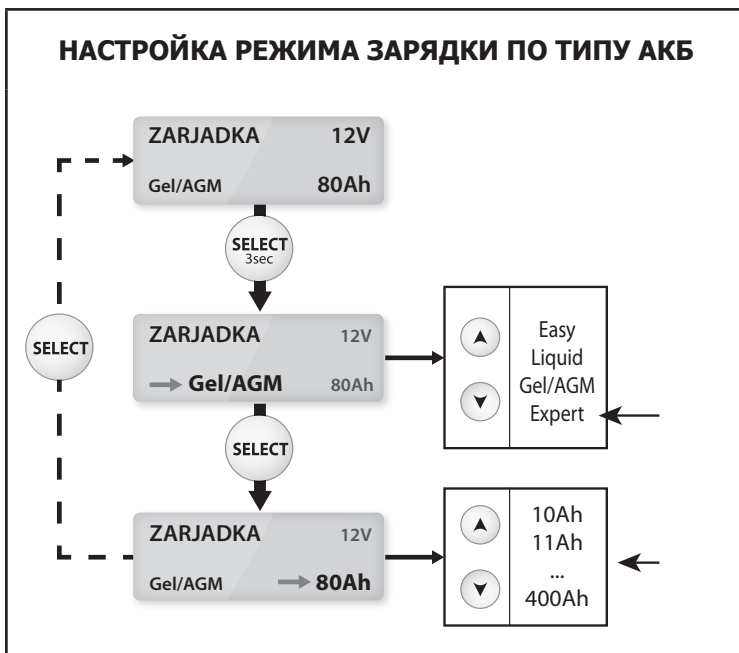 НАСТРОЙКА РЕЖИМА ЗАРЯДКИ ПО ТИПУ АКБ
ZARJADKA 12V
Gel/AGM 80Ah
SELECT
3sec
ZARJADKA 12V
Gel/AGM 80Ah
Easy
Liquid
Gel/AGM
Expert
SELECT
SELECT
ZARJADKA 12V
Gel/AGM 80Ah
10Ah
11Ah
...
400Ah